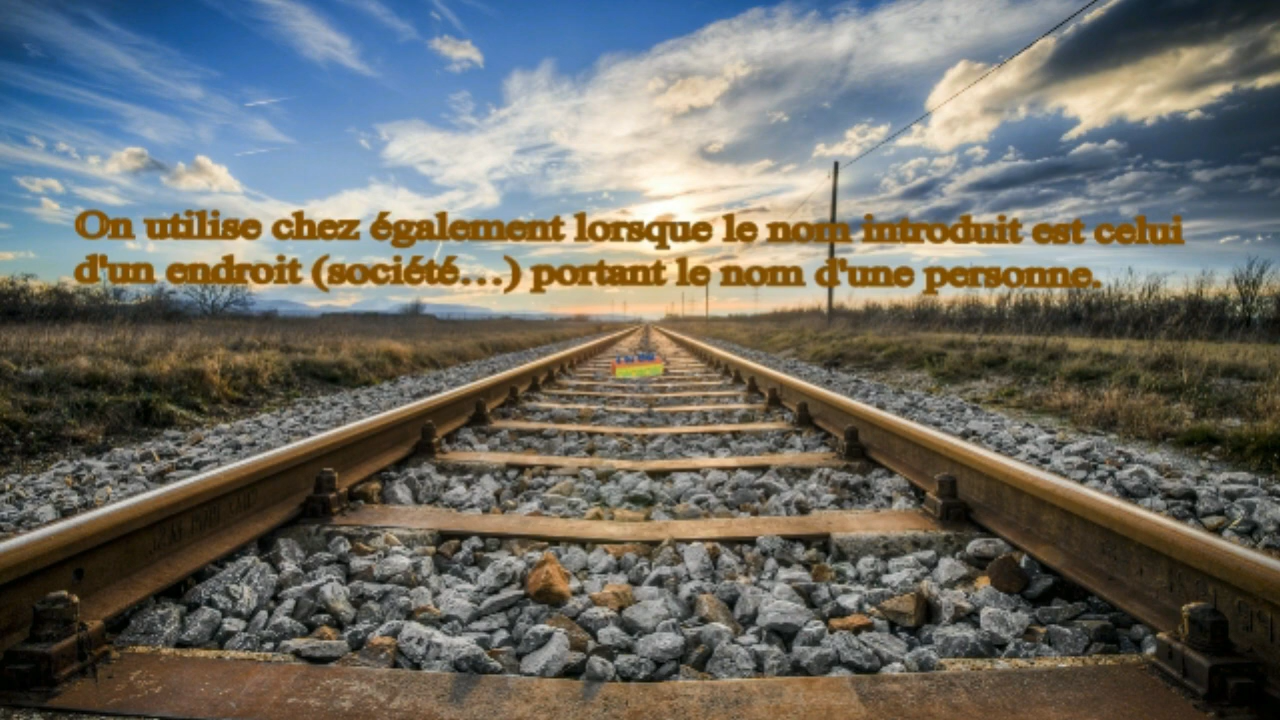 On utilise chez également lorsque le nom introduit est celui
d'un endroit (société…) portant le nom d'une personne.